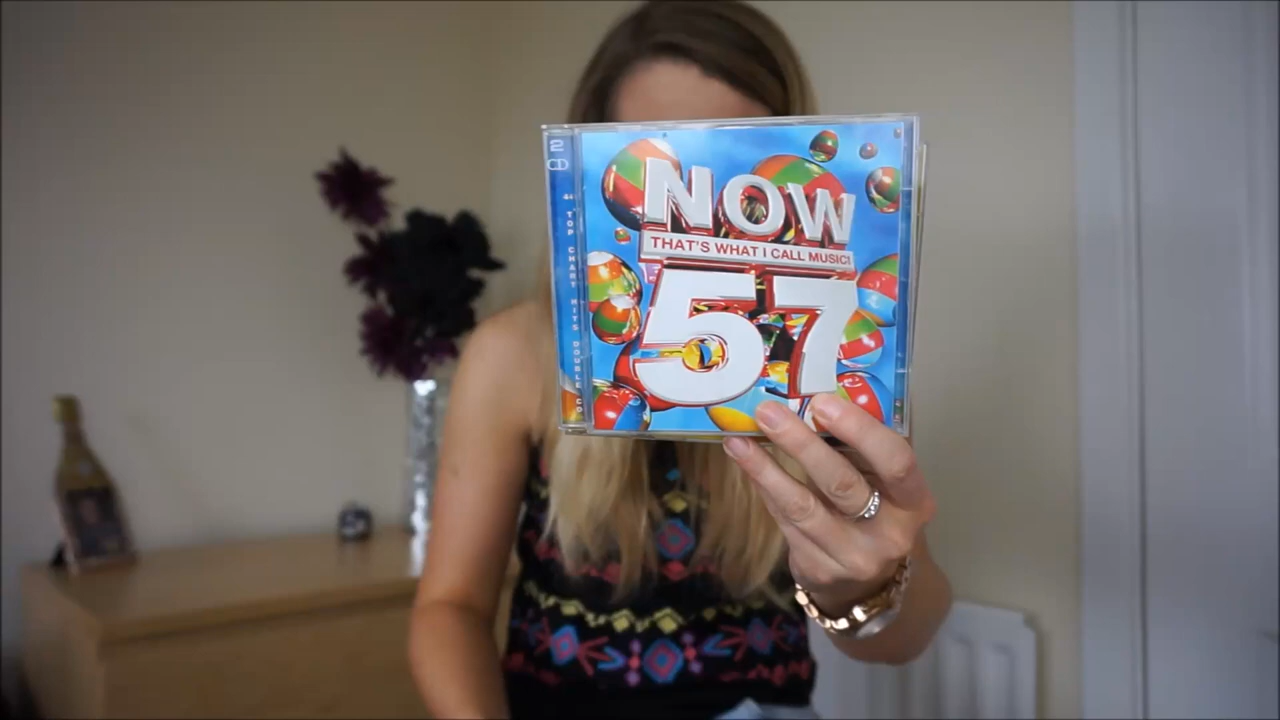 2
CD
44 TOP CHART HITS DOUBLE CD
NOW
THAT'S WHAT I CALL MUSIC!
57